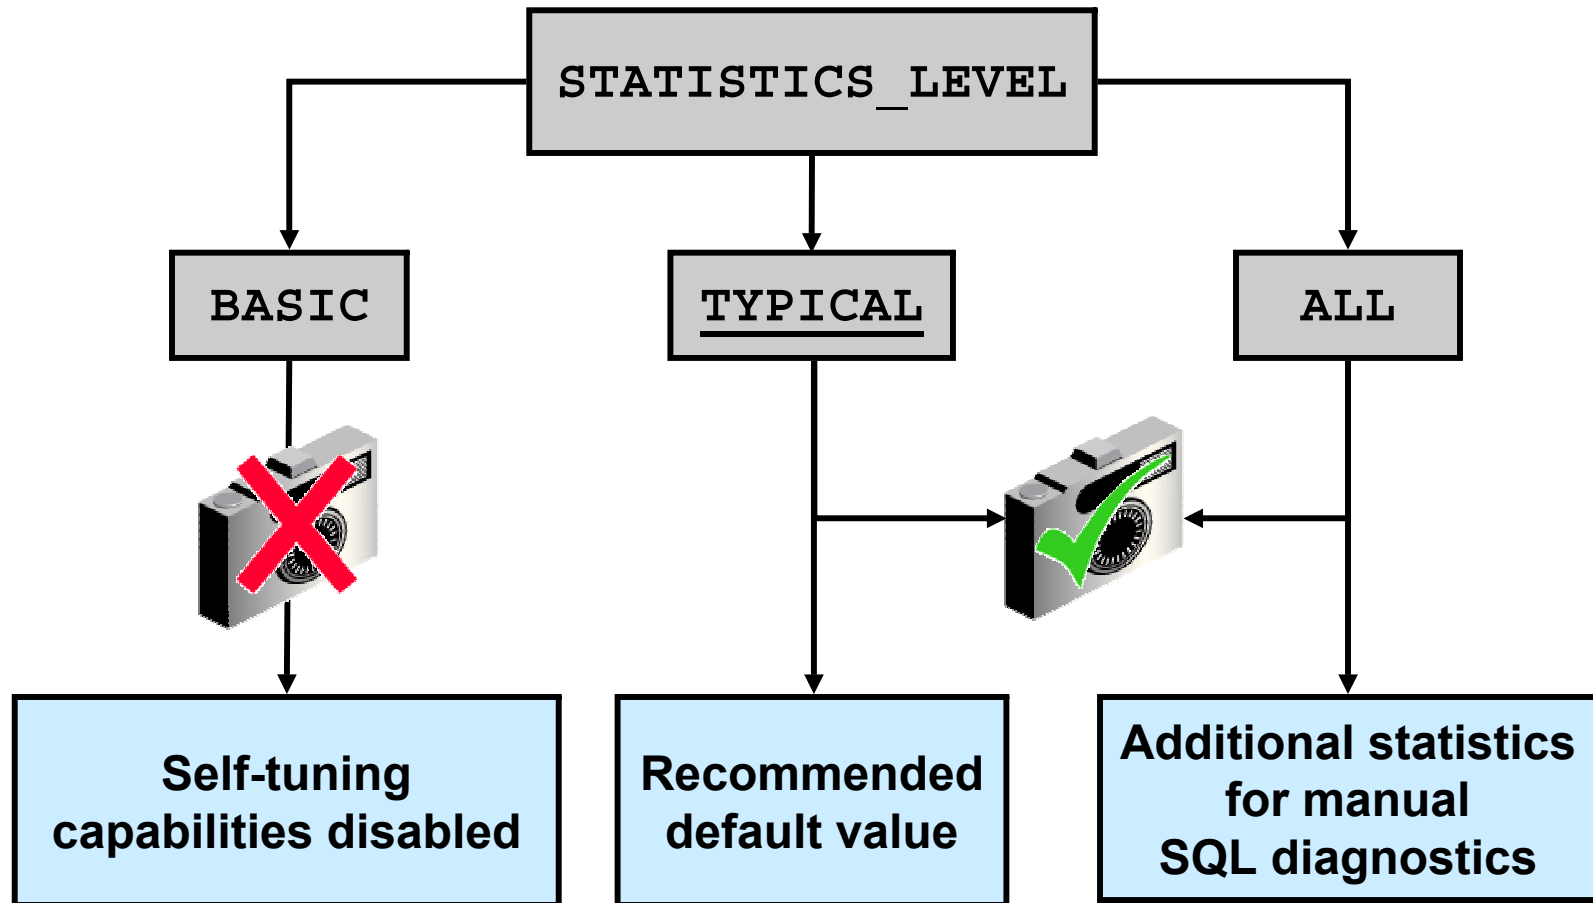 STATISTICS_LEVEL
BASIC
TYPICAL
ALL
Self-tuning
capabilities disabled
Recommended
default value
Additional statistics
for manual
SQL diagnostics